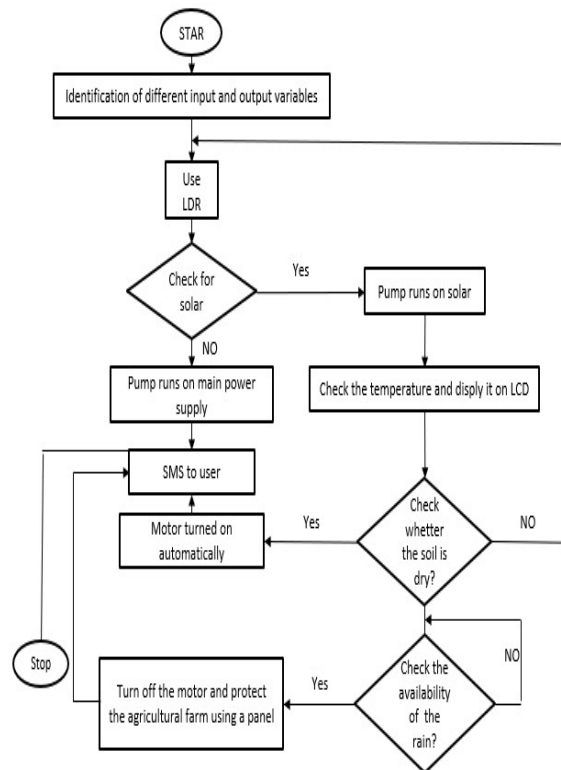 STAR
Identification of different input and output variables
Use
LDR
Check for
solar
Yes
Pump runs on solar
NO
Pump runs on main power
supply
Check the temperature and disply it on LCD
SMS to user
Motor turned on
automatically
Yes
Check
whether
the soil is
dry?
NO
Stop
Turn off the motor and protect
the agricultural farm using a panel
Yes
Check the
availability
of the
rain?
NO